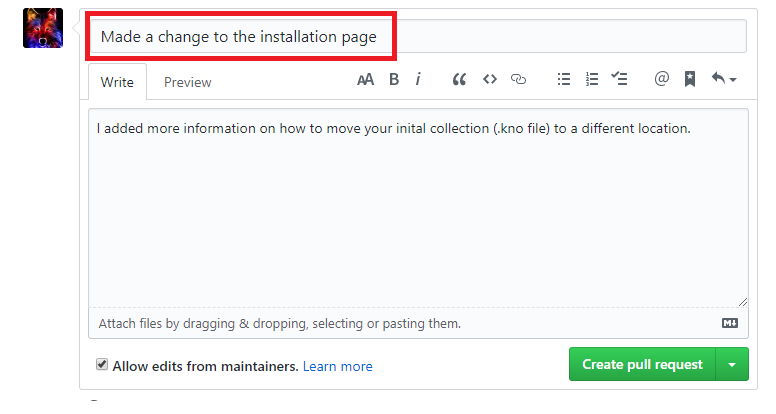 Made a change to the installation page
Write Preview AA B i @
I added more information on how to move your inital collection (.kno file) to a different location.
Attach files by dragging & dropping, selecting or pasting them. M
Allow edits from maintainers. Learn more
Create pull request